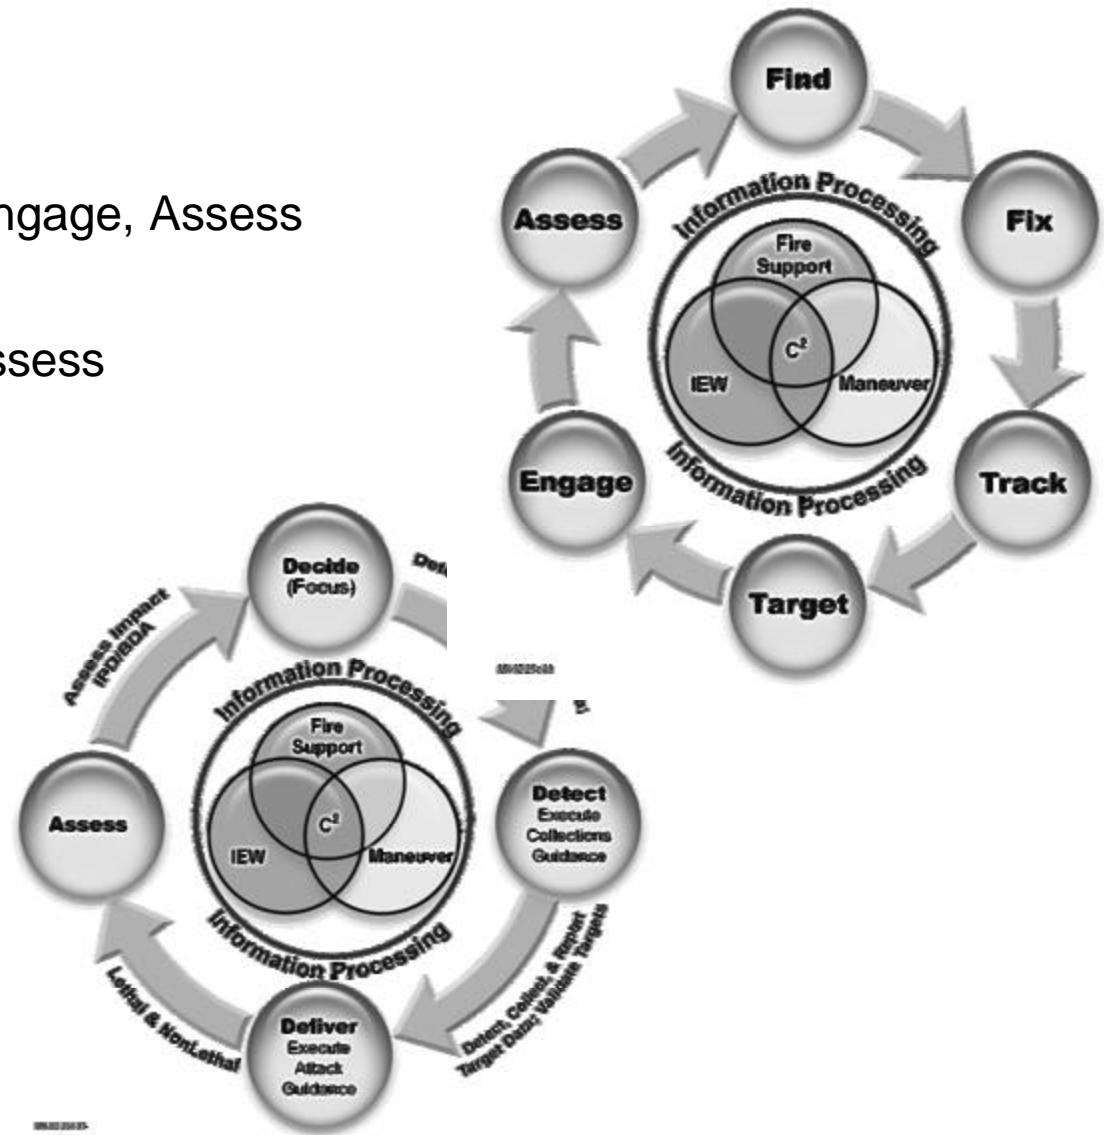 ngage, Assess
ssess
Find
Fix
Track
Target
Engage
Assess
Information Processing
Fire
Support
C²
IEW
Maneuver
Information Processing
Decide
(Focus)
Detect
Execute
Collections
Guidance
Detect, Collect, & Report
Target Data; Validate Targets
Deliver
Execute
Attack
Guidance
Lethal & NonLethal
Assess
Assess Impact
IPD/BDA
Information Processing
Fire
Support
C²
IEW
Maneuver
Information Processing